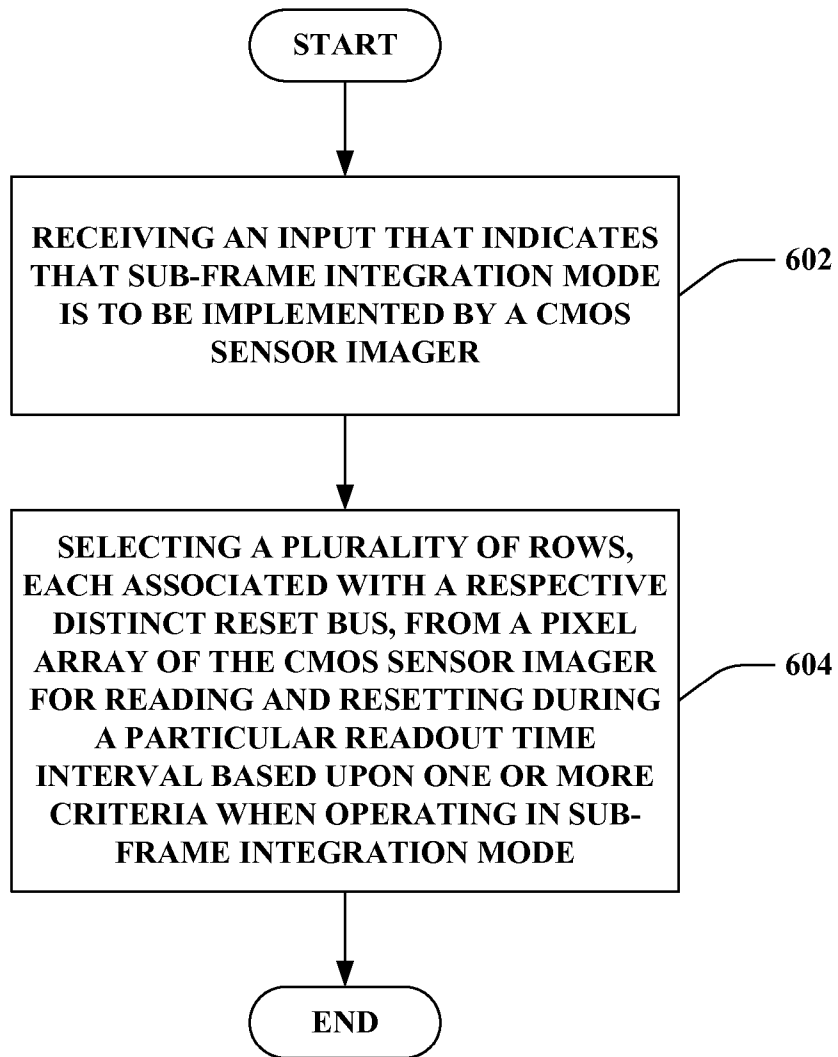 START
RECEIVING AN INPUT THAT INDICATES
THAT SUB-FRAME INTEGRATION MODE
IS TO BE IMPLEMENTED BY A CMOS
SENSOR IMAGER
602
SELECTING A PLURALITY OF ROWS,
EACH ASSOCIATED WITH A RESPECTIVE
DISTINCT RESET BUS, FROM A PIXEL
ARRAY OF THE CMOS SENSOR IMAGER
FOR READING AND RESETTING DURING
A PARTICULAR READOUT TIME
INTERVAL BASED UPON ONE OR MORE
CRITERIA WHEN OPERATING IN SUB-
FRAME INTEGRATION MODE
604
END